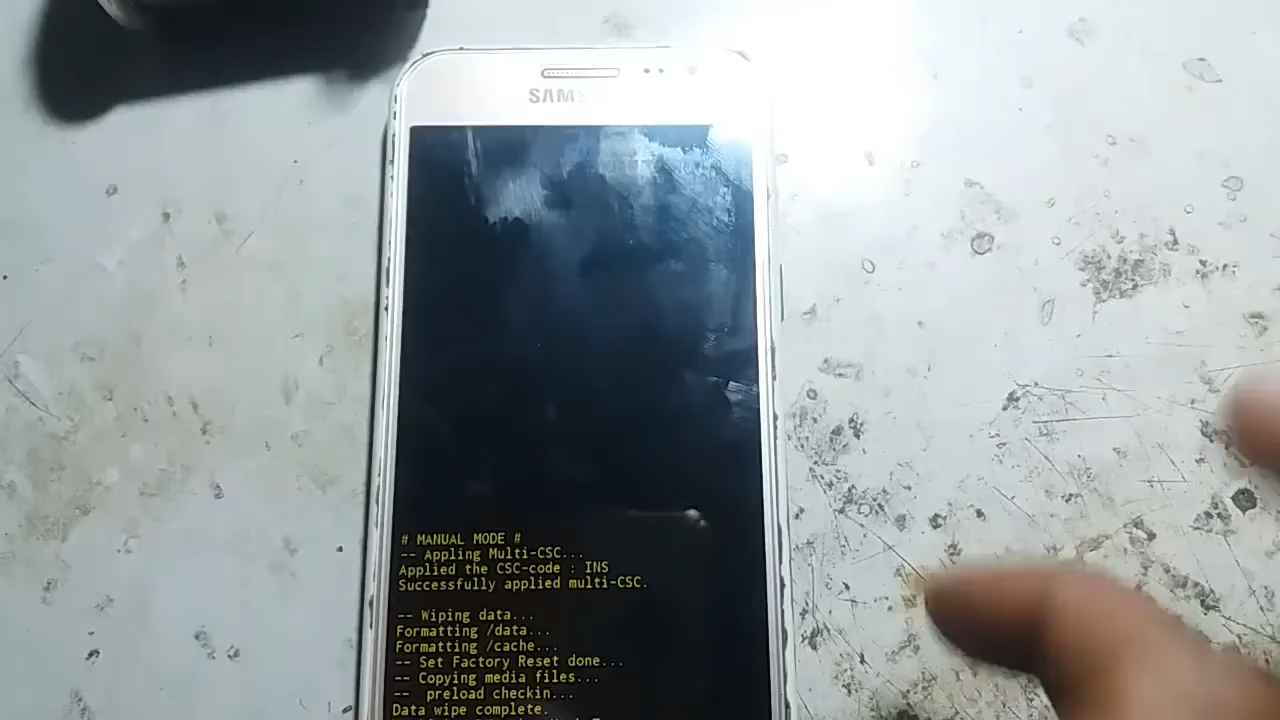 # MANUAL MODE #
-- Appling Multi-CSC...
Applied the CSC-code : INS
Successfully applied multi-CSC.
-- Wiping data...
Formatting /data...
Formatting /cache...
-- Set Factory Reset done...
-- Copying media files...
-- preload checkin...
Data wipe complete.